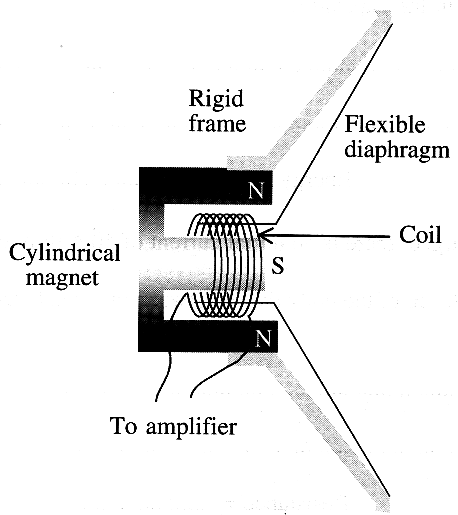 Rigid
frame
Flexible
diaphragm
N
Coil
Cylindrical
magnet
S
N
To amplifier